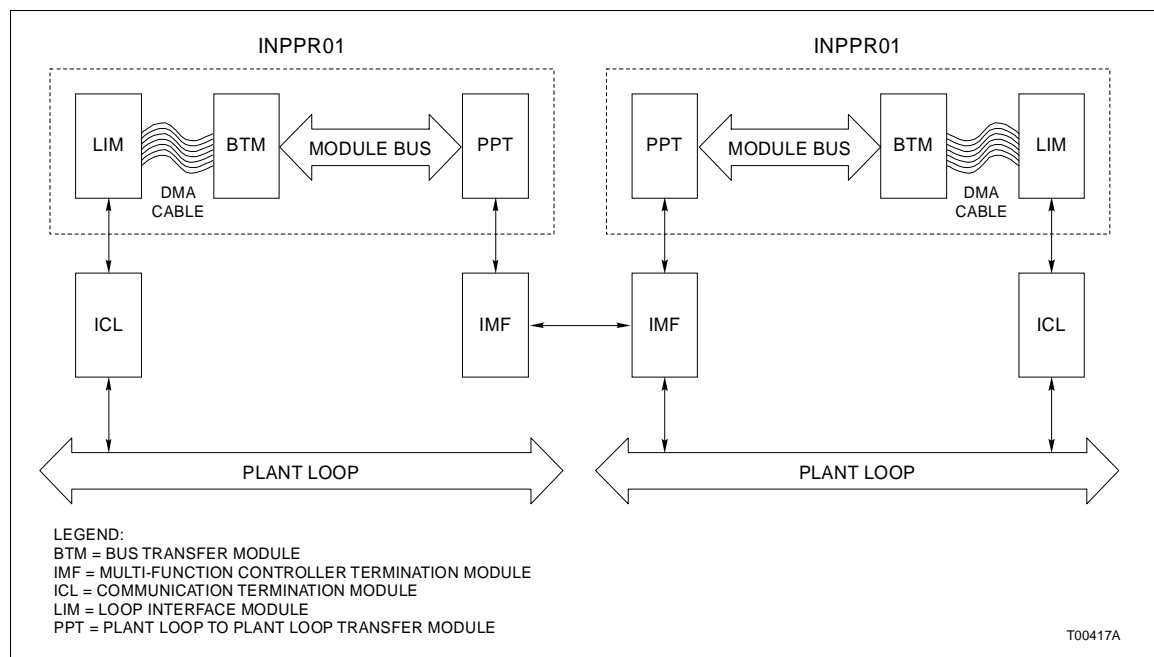 INPPR01
INPPR01
LIM
BTM
MODULE BUS
PPT
PPT
MODULE BUS
BTM
LIM
DMA
CABLE
DMA
CABLE
ICL
IMF
IMF
ICL
PLANT LOOP
PLANT LOOP
LEGEND:
BTM = BUS TRANSFER MODULE
IMF = MULTI-FUNCTION CONTROLLER TERMINATION MODULE
ICL = COMMUNICATION TERMINATION MODULE
LIM = LOOP INTERFACE MODULE
PPT = PLANT LOOP TO PLANT LOOP TRANSFER MODULE
T00417A